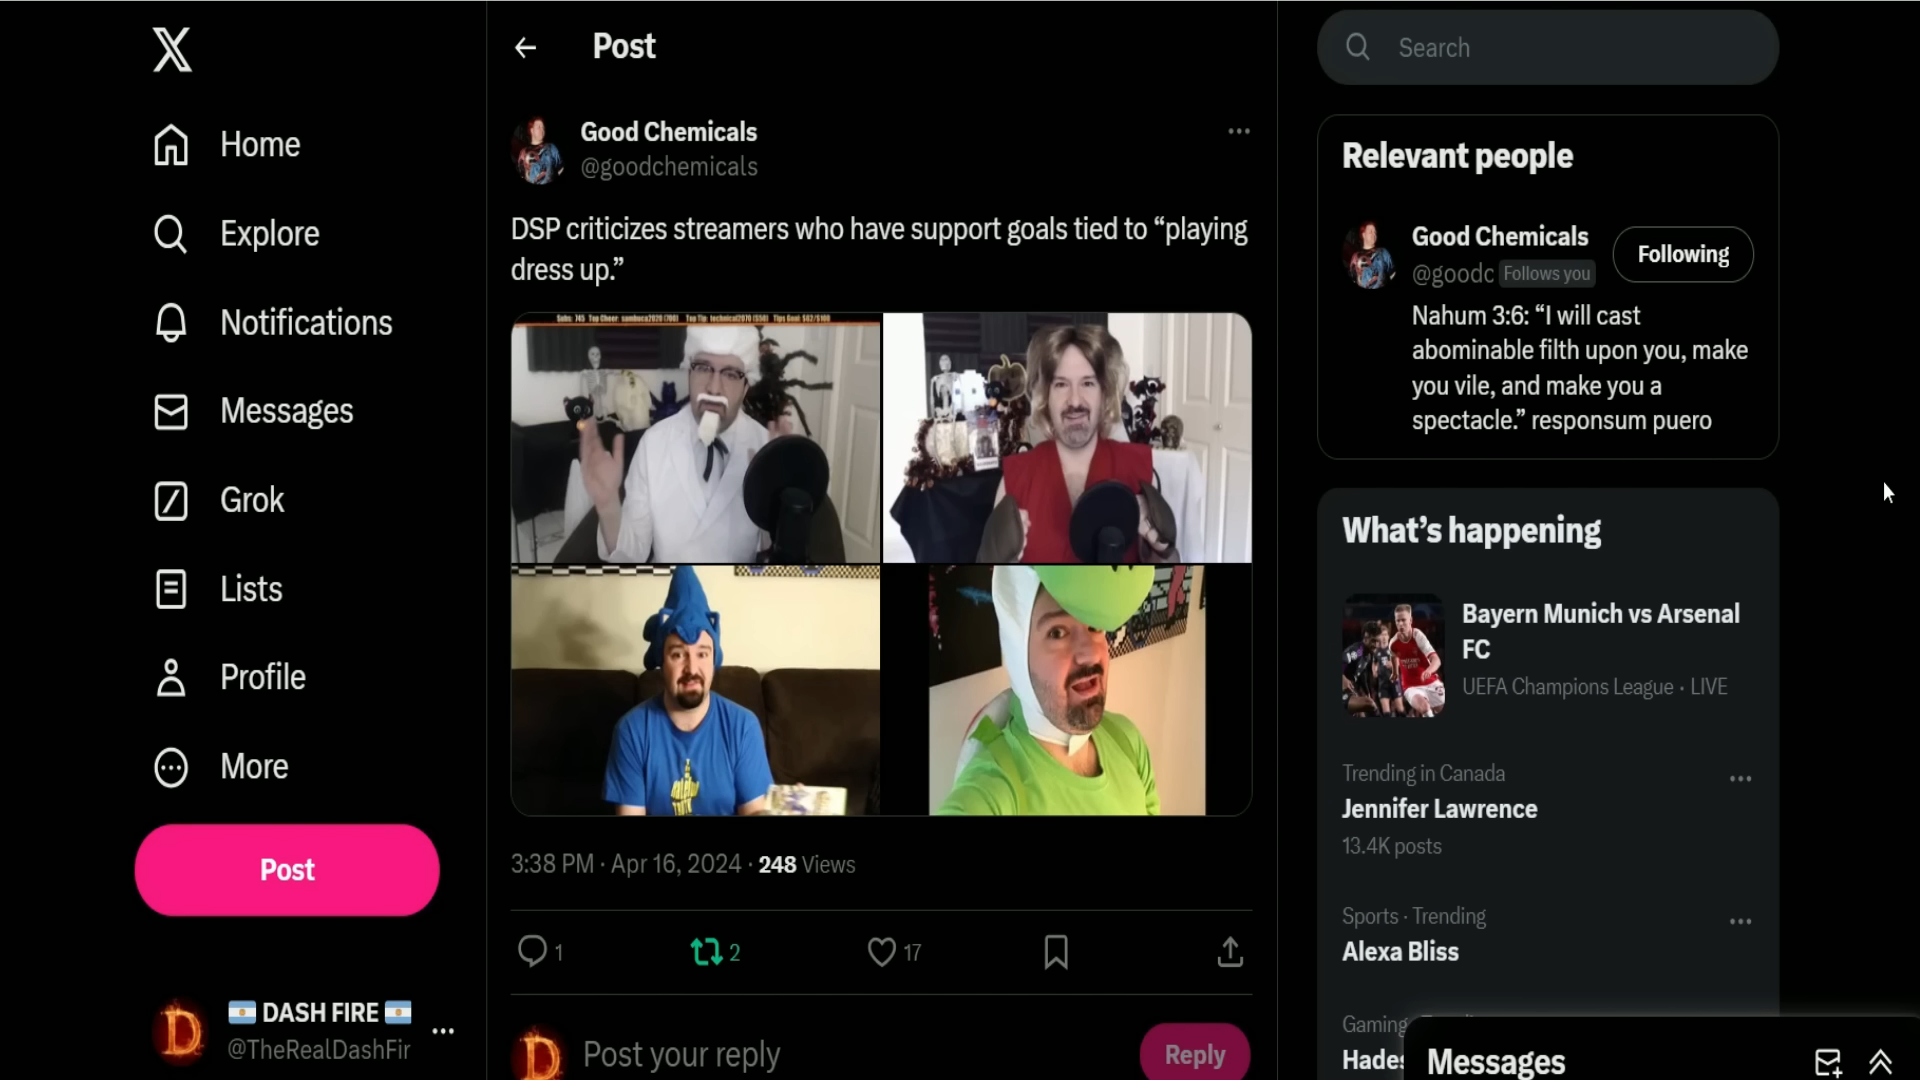 Home
Explore
Notifications
Messages
Grok
Lists
Profile
More
Post
DASH FIRE
@TheRealDashFir
Post
Good Chemicals
@goodchemicals
DSP criticizes streamers who have support goals tied to “playing
dress up.”
3:38 PM · Apr 16, 2024 · 248 Views
1
2
17
Post your reply
Reply
Search
Relevant people
Good Chemicals
Following
@goodc Follows you
Nahum 3:6: “I will cast
abominable filth upon you, make
you vile, and make you a
spectacle.” responsum puero
What’s happening
Bayern Munich vs Arsenal
FC
UEFA Champions League · LIVE
Trending in Canada
Jennifer Lawrence
13.4K posts
Sports · Trending
Alexa Bliss
Gaming
Hades
Messages